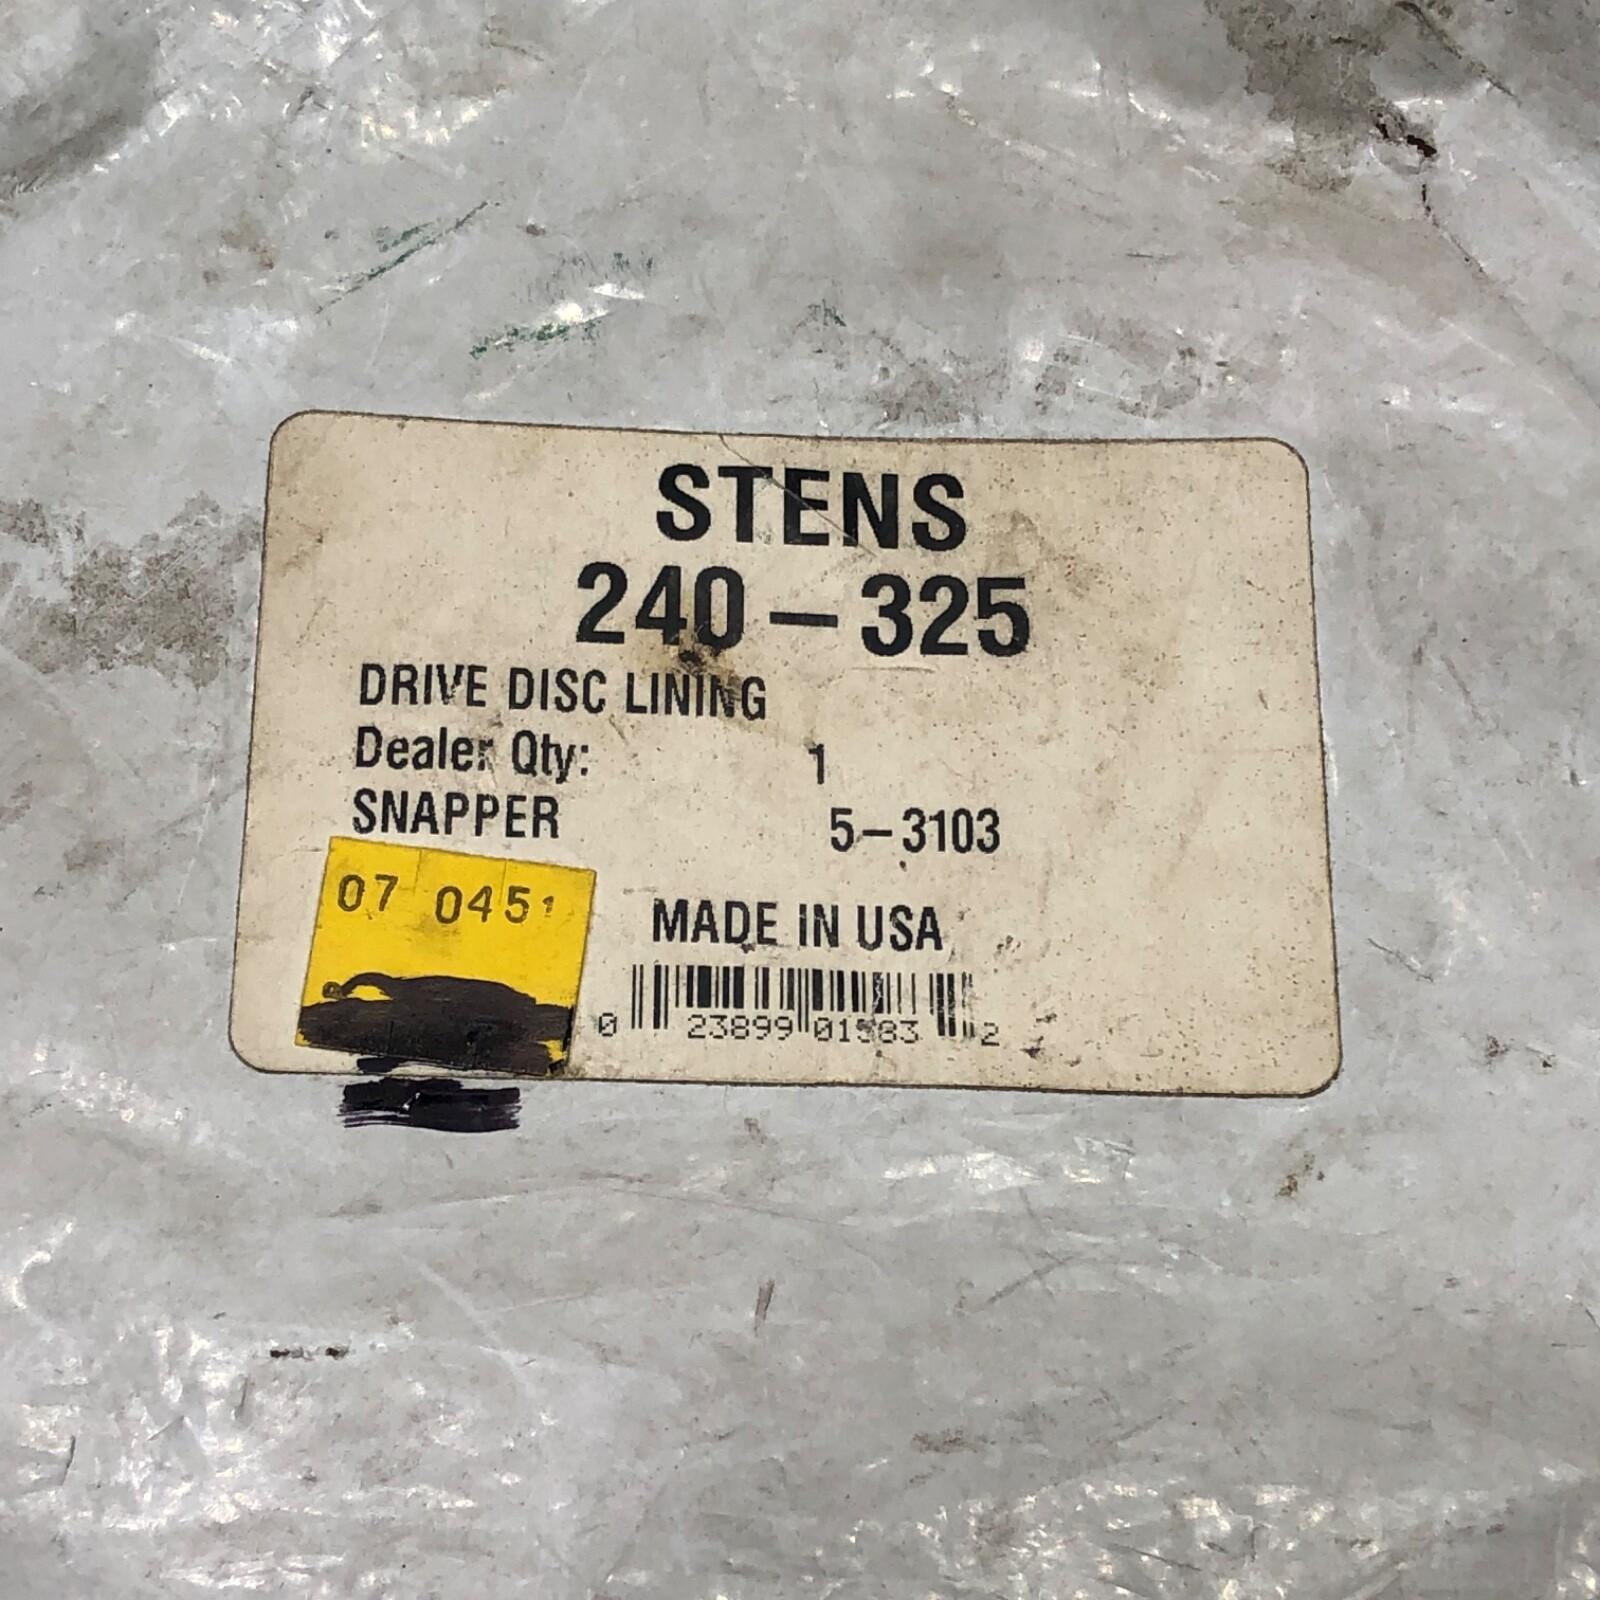 STENS
240-325
DRIVE DISC LINING
Dealer Qty: 1
SNAPPER 5-3103
07 0451
MADE IN USA
0 23899 01583 2